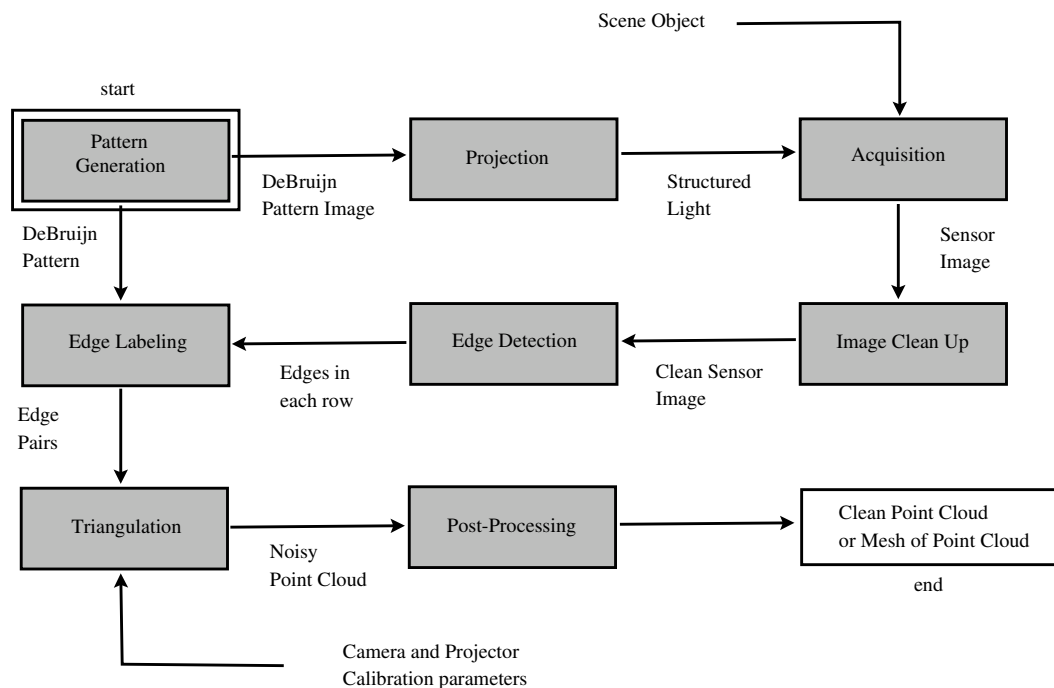 Scene Object
start
Pattern
Generation
Projection
Acquisition
DeBruijn
Pattern Image
Structured
Light
DeBruijn
Pattern
Sensor
Image
Edge Labeling
Edge Detection
Image Clean Up
Edges in
each row
Clean Sensor
Image
Edge
Pairs
Triangulation
Post-Processing
Clean Point Cloud
or Mesh of Point Cloud
Noisy
Point Cloud
end
Camera and Projector
Calibration parameters